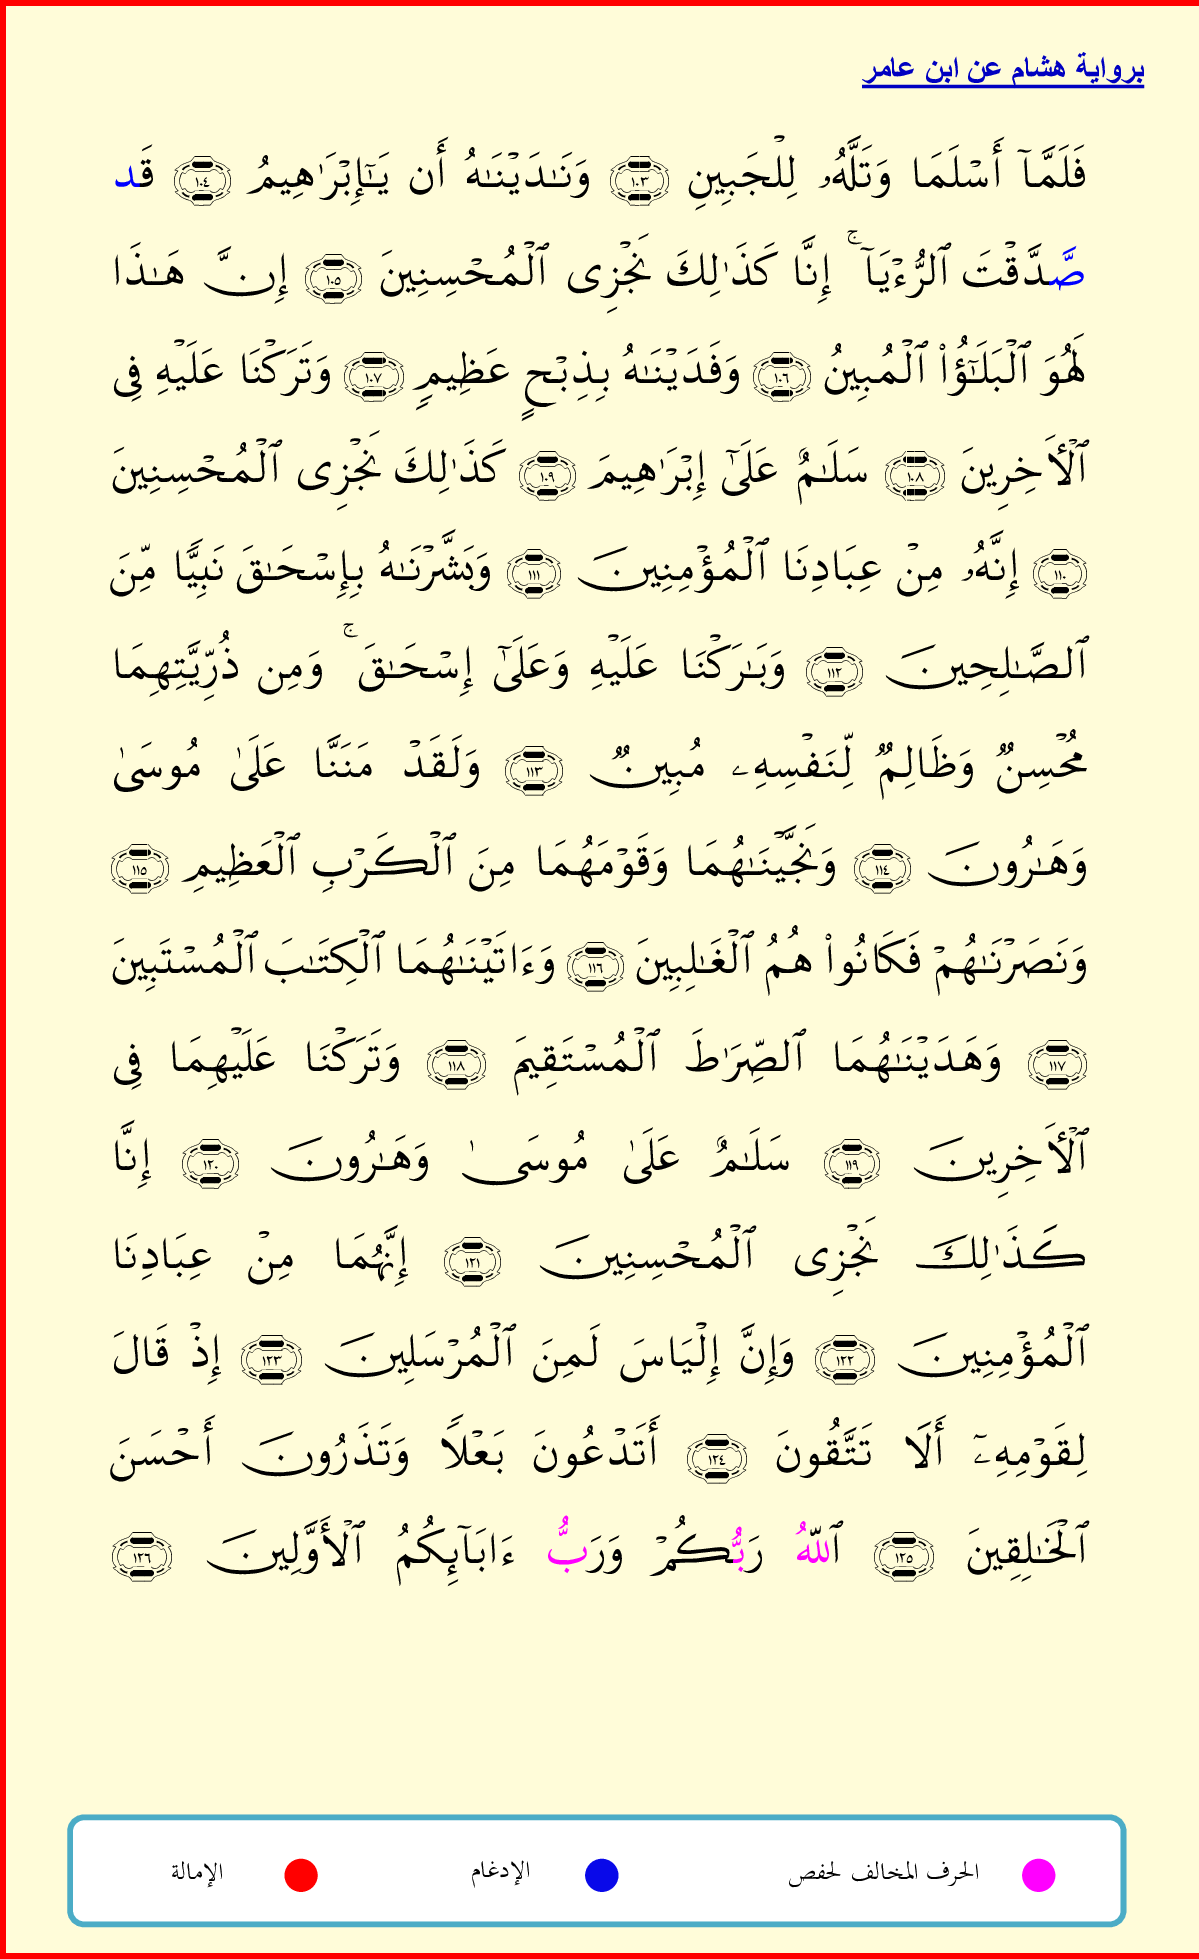 برواية هشام عن ابن عامر
فَلَمَّآ أَسْلَمَا وَتَلَّهُۥ لِلْجَبِينِ ١٠٣ وَنَٰدَيْنَٰهُ أَن يَٰٓإِبْرَٰهِيمُ ١٠٤ قَد
صَّدَّقْتَ ٱلرُّءْيَآ ۚ إِنَّا كَذَٰلِكَ نَجْزِى ٱلْمُحْسِنِينَ ١٠٥ إِنَّ هَٰذَا
لَهُوَ ٱلْبَلَٰٓؤُا۟ ٱلْمُبِينُ ١٠٦ وَفَدَيْنَٰهُ بِذِبْحٍ عَظِيمٍ ١٠٧ وَتَرَكْنَا عَلَيْهِ فِى
ٱلْأَخِرِينَ ١٠٨ سَلَٰمٌ عَلَىٰٓ إِبْرَٰهِيمَ ١٠٩ كَذَٰلِكَ نَجْزِى ٱلْمُحْسِنِينَ
١١٠ إِنَّهُۥ مِنْ عِبَادِنَا ٱلْمُؤْمِنِينَ ١١١ وَبَشَّرْنَٰهُ بِإِسْحَٰقَ نَبِيًّا مِّنَ
ٱلصَّٰلِحِينَ ١١٢ وَبَٰرَكْنَا عَلَيْهِ وَعَلَىٰٓ إِسْحَٰقَ ۚ وَمِن ذُرِّيَّتِهِمَا
مُحْسِنٌ وَظَالِمٌ لِّنَفْسِهِۦ مُبِينٌ ١١٣ وَلَقَدْ مَنَنَّا عَلَىٰ مُوسَىٰ
وَهَٰرُونَ ١١٤ وَنَجَّيْنَٰهُمَا وَقَوْمَهُمَا مِنَ ٱلْكَرْبِ ٱلْعَظِيمِ ١١٥
وَنَصَرْنَٰهُمْ فَكَانُوا۟ هُمُ ٱلْغَٰلِبِينَ ١١٦ وَءَاتَيْنَٰهُمَا ٱلْكِتَٰبَ ٱلْمُسْتَبِينَ
١١٧ وَهَدَيْنَٰهُمَا ٱلصِّرَٰطَ ٱلْمُسْتَقِيمَ ١١٨ وَتَرَكْنَا عَلَيْهِمَا فِى
ٱلْأَخِرِينَ ١١٩ سَلَٰمٌ عَلَىٰ مُوسَىٰ وَهَٰرُونَ ١٢٠ إِنَّا
كَذَٰلِكَ نَجْزِى ٱلْمُحْسِنِينَ ١٢١ إِنَّهُمَا مِنْ عِبَادِنَا
ٱلْمُؤْمِنِينَ ١٢٢ وَإِنَّ إِلْيَاسَ لَمِنَ ٱلْمُرْسَلِينَ ١٢٣ إِذْ قَالَ
لِقَوْمِهِۦٓ أَلَا تَتَّقُونَ ١٢٤ أَتَدْعُونَ بَعْلًا وَتَذَرُونَ أَحْسَنَ
ٱلْخَٰلِقِينَ ١٢٥ ٱللَّهُ رَبُّكُمْ وَرَبُّ ءَابَآئِكُمُ ٱلْأَوَّلِينَ ١٢٦
الحرف المخالف لحفص الإدغام الإمالة